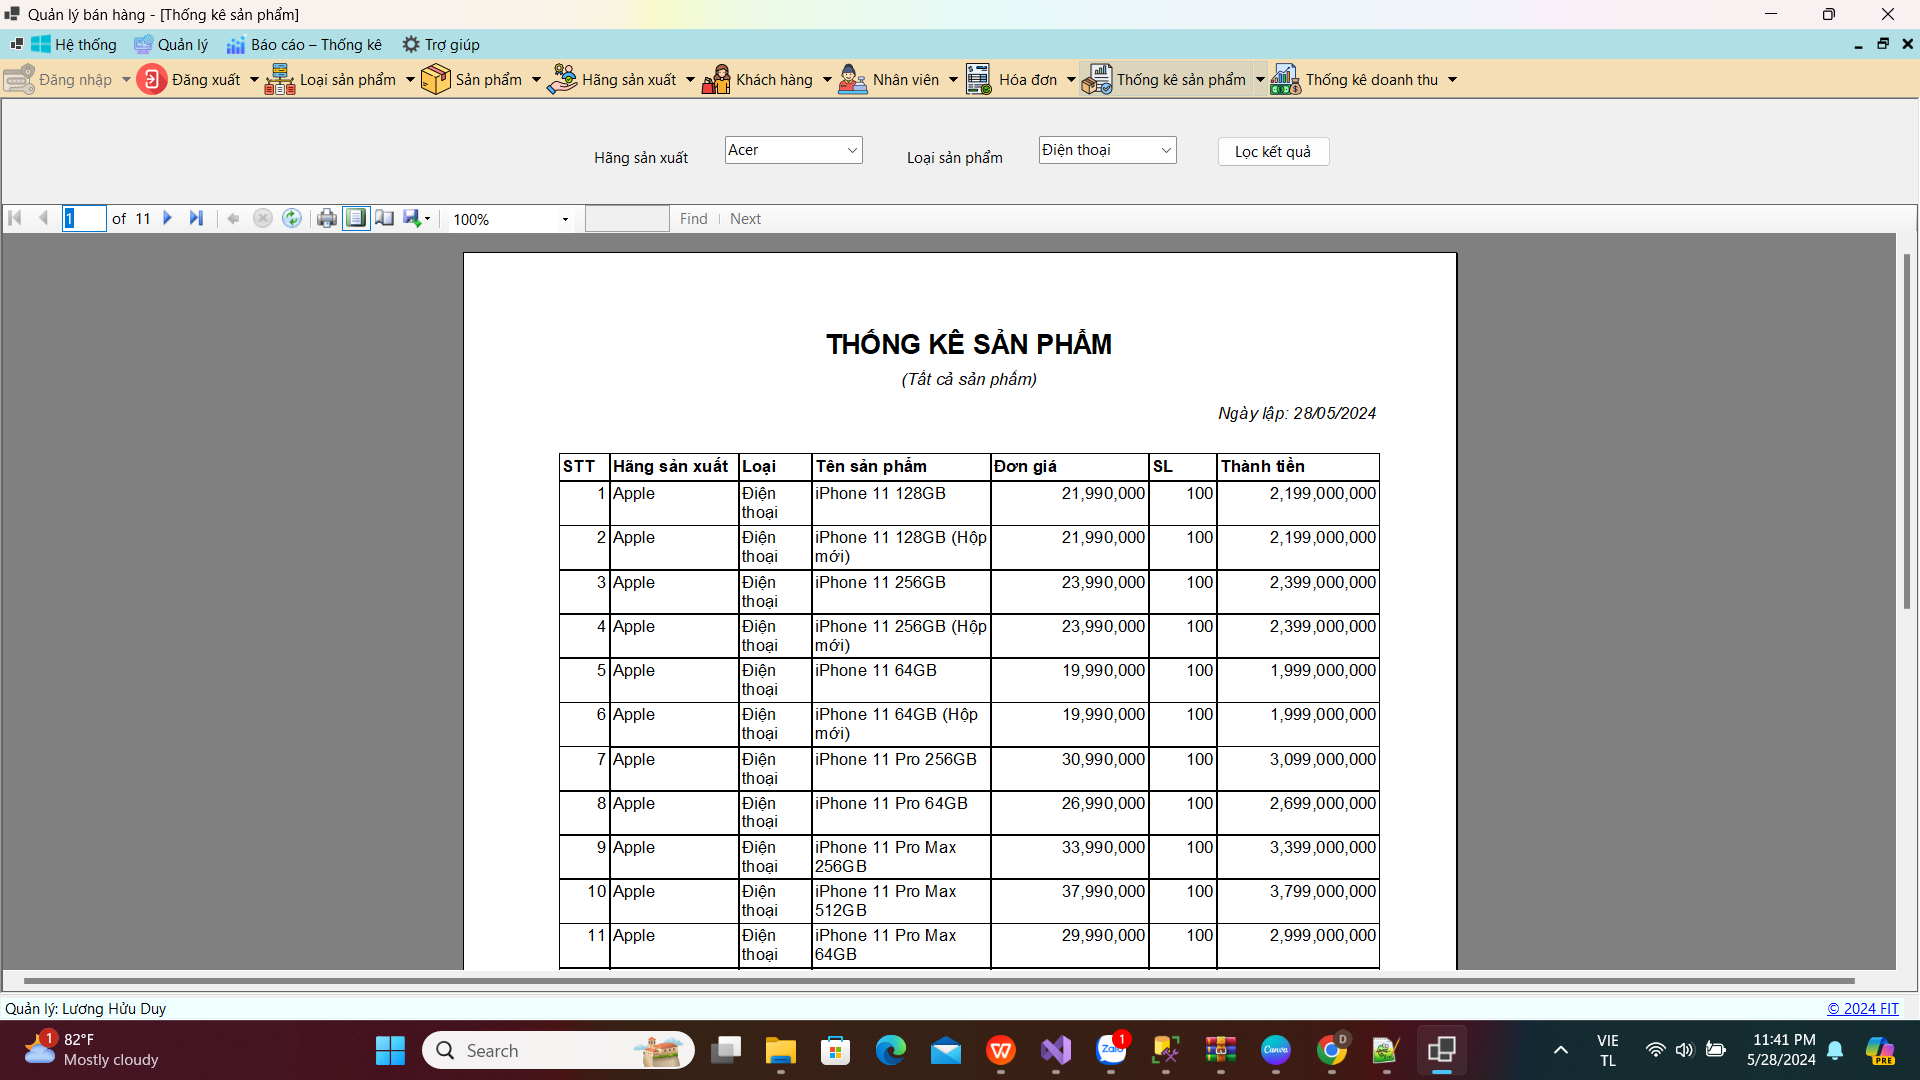 Quản lý bán hàng - [Thống kê sản phẩm]
Hệ thống Quản lý Báo cáo – Thống kê Trợ giúp
Đăng nhập Đăng xuất Loại sản phẩm Sản phẩm Hãng sản xuất Khách hàng Nhân viên Hóa đơn Thống kê sản phẩm Thống kê doanh thu
Hãng sản xuất Acer Loại sản phẩm Điện thoại Lọc kết quả
1 of 11 100% Find Next
THỐNG KÊ SẢN PHẨM
(Tất cả sản phẩm)
Ngày lập: 28/05/2024
STT Hãng sản xuất Loại Tên sản phẩm Đơn giá SL Thành tiền
1 Apple Điện thoại iPhone 11 128GB 21,990,000 100 2,199,000,000
2 Apple Điện thoại iPhone 11 128GB (Hộp mới) 21,990,000 100 2,199,000,000
3 Apple Điện thoại iPhone 11 256GB 23,990,000 100 2,399,000,000
4 Apple Điện thoại iPhone 11 256GB (Hộp mới) 23,990,000 100 2,399,000,000
5 Apple Điện thoại iPhone 11 64GB 19,990,000 100 1,999,000,000
6 Apple Điện thoại iPhone 11 64GB (Hộp mới) 19,990,000 100 1,999,000,000
7 Apple Điện thoại iPhone 11 Pro 256GB 30,990,000 100 3,099,000,000
8 Apple Điện thoại iPhone 11 Pro 64GB 26,990,000 100 2,699,000,000
9 Apple Điện thoại iPhone 11 Pro Max 256GB 33,990,000 100 3,399,000,000
10 Apple Điện thoại iPhone 11 Pro Max 512GB 37,990,000 100 3,799,000,000
11 Apple Điện thoại iPhone 11 Pro Max 64GB 29,990,000 100 2,999,000,000
Quản lý: Lương Hửu Duy © 2024 FIT
1 82°F
Mostly cloudy
Search
Zalo 1
Canva
D
VIE
TL
11:41 PM
5/28/2024
PRE